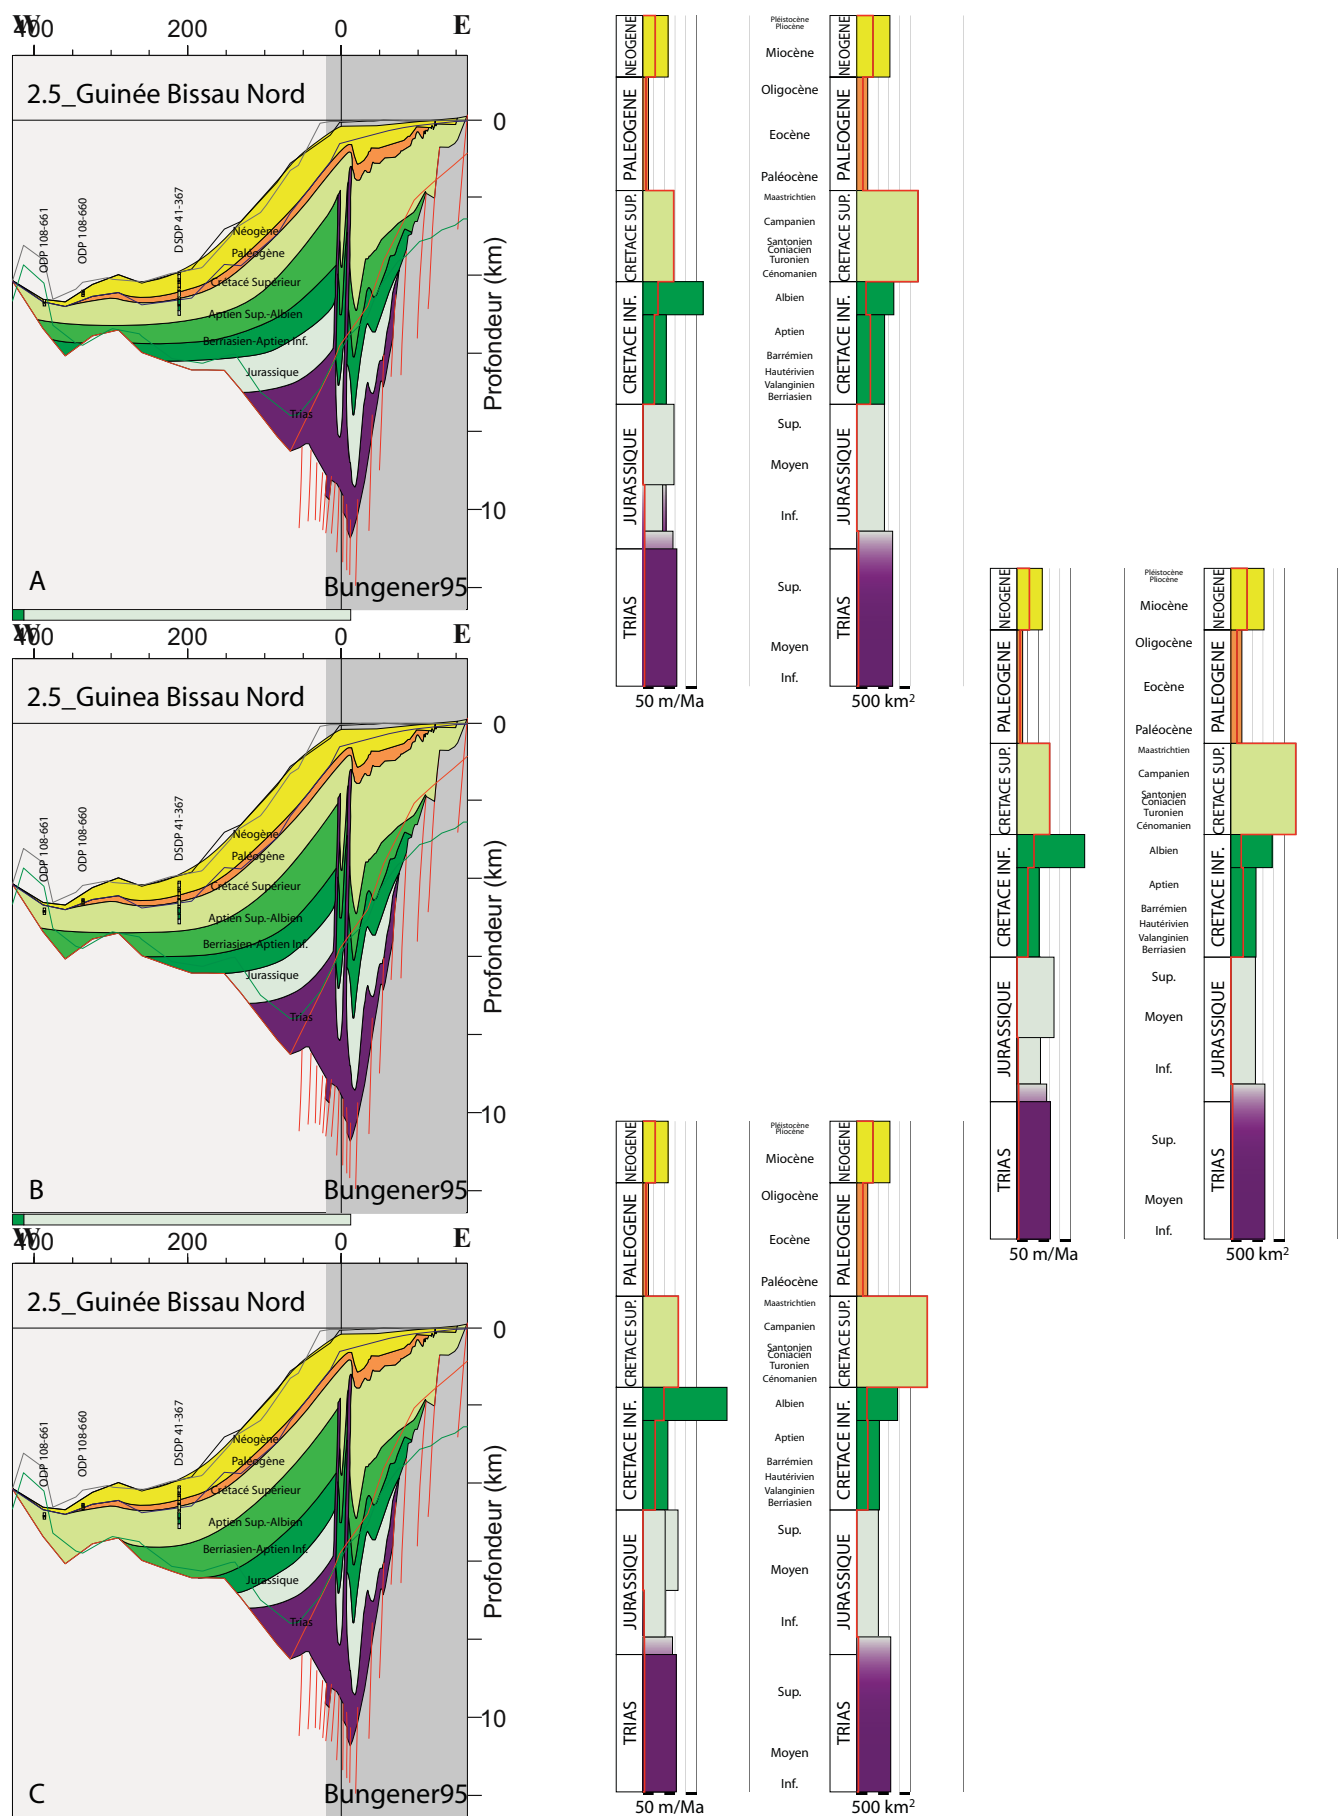 W E
400 200 0
2.5_Guinée Bissau Nord
0
ODP 108-661
ODP 108-660
DSDP 41-367
Néogène
Paléogène
Crétacé Supérieur
Aptien Sup.-Albien
Berriasien-Aptien Inf.
Jurassique
Trias
Profondeur (km)
10
A
Bungener95
NEOGENE
PALEOGENE
CRETACE SUP.
CRETACE INF.
JURASSIQUE
TRIAS
50 m/Ma
Pléistocène
Pliocène
Miocène
Oligocène
Eocène
Paléocène
Maastrichtien
Campanien
Santonien
Coniacien
Turonien
Cénomanien
Albien
Aptien
Barrémien
Hautérivien
Valanginien
Berriasien
Sup.
Moyen
Inf.
Sup.
Moyen
Inf.
NEOGENE
PALEOGENE
CRETACE SUP.
CRETACE INF.
JURASSIQUE
TRIAS
500 km²
W E
400 200 0
2.5_Guinea Bissau Nord
0
ODP 108-661
ODP 108-660
DSDP 41-367
Néogène
Paléogène
Crétacé Supérieur
Aptien Sup.-Albien
Berriasien-Aptien Inf.
Jurassique
Trias
Profondeur (km)
10
B
Bungener95
NEOGENE
PALEOGENE
CRETACE SUP.
CRETACE INF.
JURASSIQUE
TRIAS
50 m/Ma
Pléistocène
Pliocène
Miocène
Oligocène
Eocène
Paléocène
Maastrichtien
Campanien
Santonien
Coniacien
Turonien
Cénomanien
Albien
Aptien
Barrémien
Hautérivien
Valanginien
Berriasien
Sup.
Moyen
Inf.
Sup.
Moyen
Inf.
NEOGENE
PALEOGENE
CRETACE SUP.
CRETACE INF.
JURASSIQUE
TRIAS
500 km²
W E
400 200 0
2.5_Guinée Bissau Nord
0
ODP 108-661
ODP 108-660
DSDP 41-367
Néogène
Paléogène
Crétacé Supérieur
Aptien Sup.-Albien
Berriasien-Aptien Inf.
Jurassique
Trias
Profondeur (km)
10
C
Bungener95
NEOGENE
PALEOGENE
CRETACE SUP.
CRETACE INF.
JURASSIQUE
TRIAS
50 m/Ma
Pléistocène
Pliocène
Miocène
Oligocène
Eocène
Paléocène
Maastrichtien
Campanien
Santonien
Coniacien
Turonien
Cénomanien
Albien
Aptien
Barrémien
Hautérivien
Valanginien
Berriasien
Sup.
Moyen
Inf.
Sup.
Moyen
Inf.
NEOGENE
PALEOGENE
CRETACE SUP.
CRETACE INF.
JURASSIQUE
TRIAS
500 km²